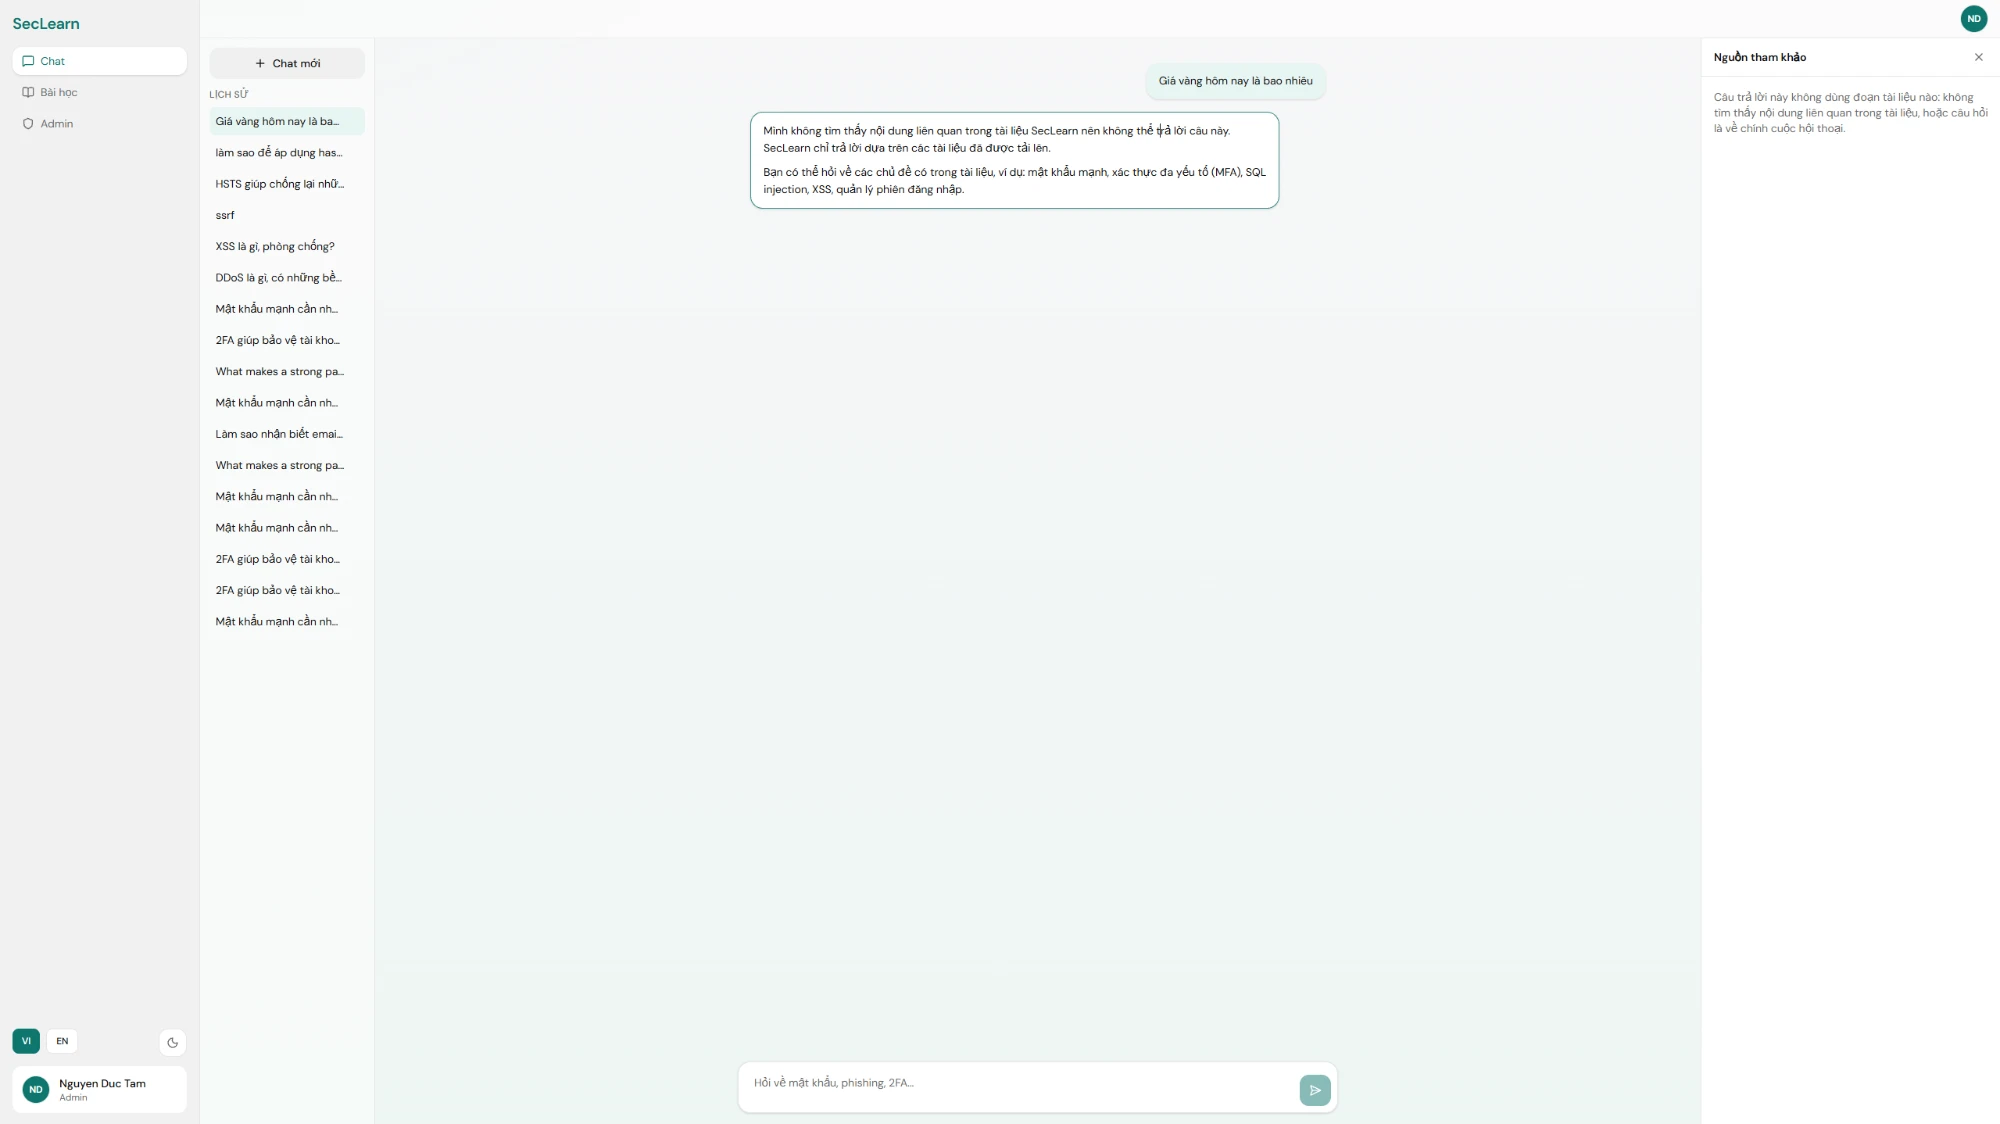 SecLearn
Chat
Bài học
Admin
VI
EN
ND
Nguyen Duc Tam
Admin
+ Chat mới
LỊCH SỬ
Giá vàng hôm nay là ba...
làm sao để áp dụng has...
HSTS giúp chống lại nhữ...
ssrf
XSS là gì, phòng chống?
DDoS là gì, có những bề...
Mật khẩu mạnh cần nh...
2FA giúp bảo vệ tài kho...
What makes a strong pa...
Mật khẩu mạnh cần nh...
Làm sao nhận biết emai...
What makes a strong pa...
Mật khẩu mạnh cần nh...
Mật khẩu mạnh cần nh...
2FA giúp bảo vệ tài kho...
2FA giúp bảo vệ tài kho...
Mật khẩu mạnh cần nh...
Giá vàng hôm nay là bao nhiêu
Mình không tìm thấy nội dung liên quan trong tài liệu SecLearn nên không thể trả lời câu này.
SecLearn chỉ trả lời dựa trên các tài liệu đã được tải lên.
Bạn có thể hỏi về các chủ đề có trong tài liệu, ví dụ: mật khẩu mạnh, xác thực đa yếu tố (MFA), SQL
injection, XSS, quản lý phiên đăng nhập.
Hỏi về mật khẩu, phishing, 2FA...
ND
Nguồn tham khảo
Câu trả lời này không dùng đoạn tài liệu nào: không
tìm thấy nội dung liên quan trong tài liệu, hoặc câu hỏi
là về chính cuộc hội thoại.